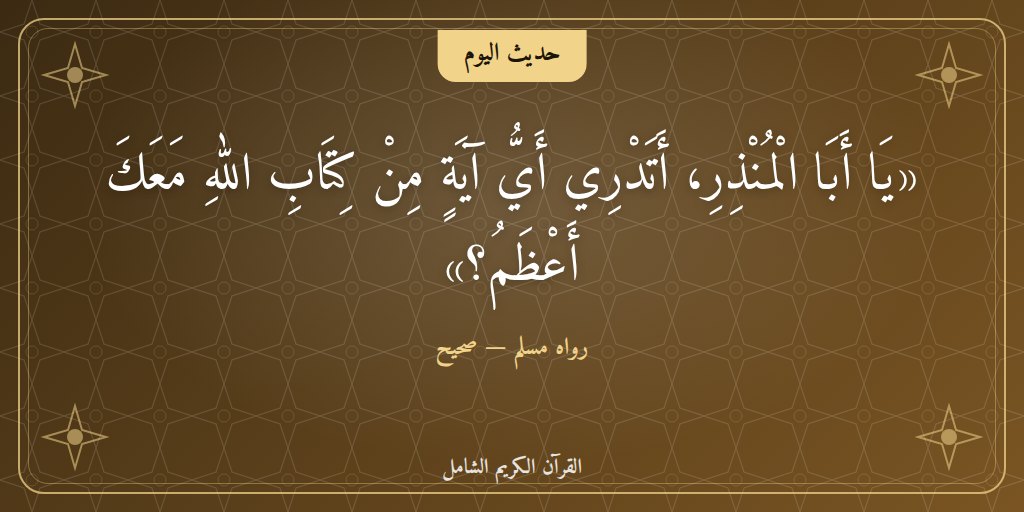 حديث اليوم
((يَا أَبَا الْمُنْذِرِ، أَتَدْرِي أَيُّ آيَةٍ مِنْ كِتَابِ اللهِ مَعَكَ
أَعْظَمُ؟))
رواه مسلم — صحيح
القرآن الكريم الشامل